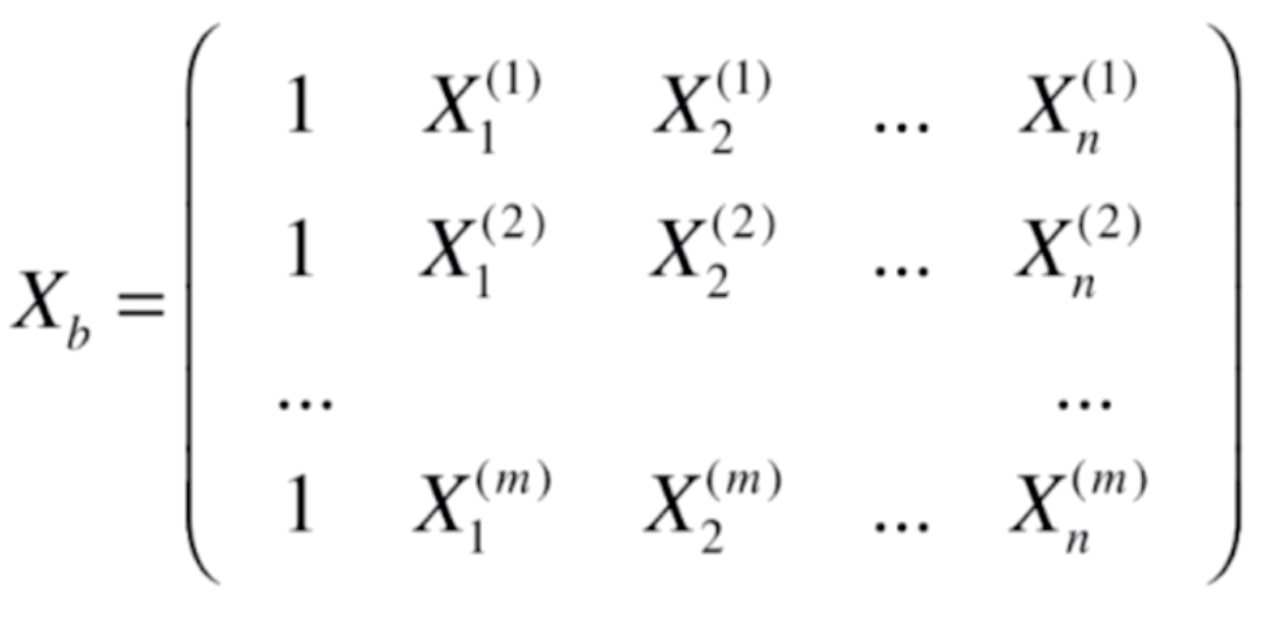 1 X_1^{(1)} X_2^{(1)} ... X_n^{(1)}
1 X_1^{(2)} X_2^{(2)} ... X_n^{(2)}
X_b =
... ...
1 X_1^{(m)} X_2^{(m)} ... X_n^{(m)}